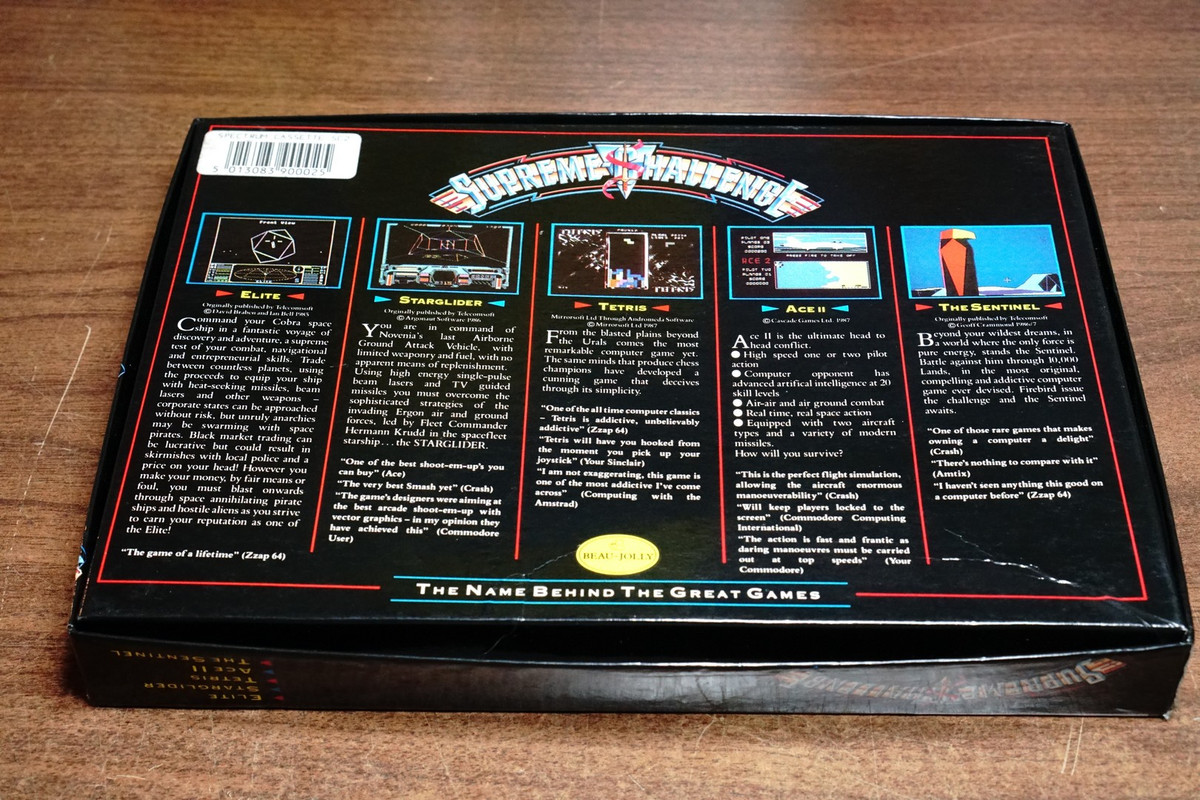 SPECTRUM CASSETTE
5 013083 900025
SUPREME CHALLENGE
Front View
ELITE
Orginally published by Telecomsoft
© David Braben and Ian Bell 1985
Command your Cobra space
ship in a fantastic voyage of
discovery and adventure, a supreme
test of your combat, navigational
and entrepreneurial skills. Trade
between countless planets, using
the proceeds to equip your ship
with heat-seeking missiles, beam
lasers and other weapons –
corporate states can be approached
without risk, but unruly anarchies
may be swarming with space
pirates. Black market trading can
be lucrative but could result in
skirmishes with local police and a
price on your head! However you
make your money, by fair means or
foul, you must blast onwards
through space annihilating pirate
ships and hostile aliens as you strive
to earn your reputation as one of
the Elite!
"The game of a lifetime" (Zzap 64)
STARGLIDER
Orginally published by Telecomsoft
© Argonaut Software 1986
You are in command of
Novenia's last Airborne
Ground Attack Vehicle, with
limited weaponry and fuel, with no
apparent means of replenishment.
Using high energy single-pulse
beam lasers and TV guided
missiles you must overcome the
sophisticated strategies of the
invading Ergon air and ground
forces, led by Fleet Commander
Hermann Krudd in the spacefleet
starship . . . the STARGLIDER.
"One of the best shoot-em-up's you
can buy" (Ace)
"The very best Smash yet" (Crash)
"The game's designers were aiming at
the best arcade shoot-em-up with
vector graphics – in my opinion they
have achieved this" (Commodore
User)
TETRIS
Mirrorsoft Ltd Through Andromeda Software
© Mirrorsoft Ltd 1987
From the blasted plains beyond
the Urals comes the most
remarkable computer game yet.
The same minds that produce chess
champions have developed a
cunning game that deceives
through its simplicity.
"One of the all time computer classics
– Tetris is addictive, unbelievably
addictive" (Zzap 64)
"Tetris will have you hooked from
the moment you pick up your
joystick" (Your Sinclair)
"I am not exaggerating, this game is
one of the most addictive I've come
across" (Computing with the
Amstrad)
BEAU-JOLLY
PILOT ONE
PLANES 03
SCORE
PRESS FIRE TO TAKE OFF
ACE 2
PILOT TWO
PLANES 01
SCORE
ACE II
© Cascade Games Ltd. 1987
Ace II is the ultimate head to
head conflict.
● High speed one or two pilot
action
● Computer opponent has
advanced artifical intelligence at 20
skill levels
● Air-air and air ground combat
● Real time, real space action
● Equipped with two aircraft
types and a variety of modern
missiles.
How will you survive?
"This is the perfect flight simulation,
allowing the aircraft enormous
manoeuverability" (Crash)
"Will keep players locked to the
screen" (Commodore Computing
International)
"The action is fast and frantic as
daring manoeuvres must be carried
out at top speeds" (Your
Commodore)
THE SENTINEL
Orginally published by Telecomsoft
© Geoff Crammond 1986/7
Beyond your wildest dreams, in
a world where the only force is
pure energy, stands the Sentinel.
Battle against him through 10,000
Lands, in the most original,
compelling and addictive computer
game ever devised. Firebird issue
the challenge and the Sentinel
awaits.
"One of those rare games that makes
owning a computer a delight"
(Crash)
"There's nothing to compare with it"
(Amtix)
"I haven't seen anything this good on
a computer before" (Zzap 64)
THE NAME BEHIND THE GREAT GAMES
ELITE
STARGLIDER
TETRIS
ACE II
THE SENTINEL
SUPREME CHALLENGE